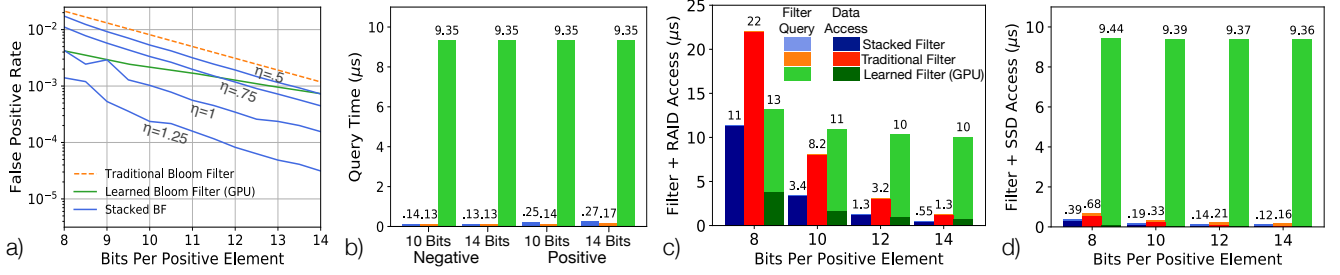 a)
False Positive Rate
10⁻²
10⁻³
10⁻⁴
10⁻⁵
η=.5
η=.75
η=1
η=1.25
Traditional Bloom Filter
Learned Bloom Filter (GPU)
Stacked BF
8 9 10 11 12 13 14
Bits Per Positive Element
b)
Query Time (μs)
10
8
6
4
2
0
9.35 9.35 9.35 9.35
.14 .13 .13 .13 .25 .14 .27 .17
10 Bits 14 Bits 10 Bits 14 Bits
Negative Positive
c)
Filter + RAID Access (μs)
25
20
15
10
5
0
Filter Data
Query Access
Stacked Filter
Traditional Filter
Learned Filter (GPU)
11 22 13
3.4 8.2 11
1.3 3.2 10
.55 1.3 10
8 10 12 14
Bits Per Positive Element
d)
Filter + SSD Access (μs)
10
8
6
4
2
0
9.44 9.39 9.37 9.36
.39 .68 .19 .33 .14 .21 .12 .16
8 10 12 14
Bits Per Positive Element